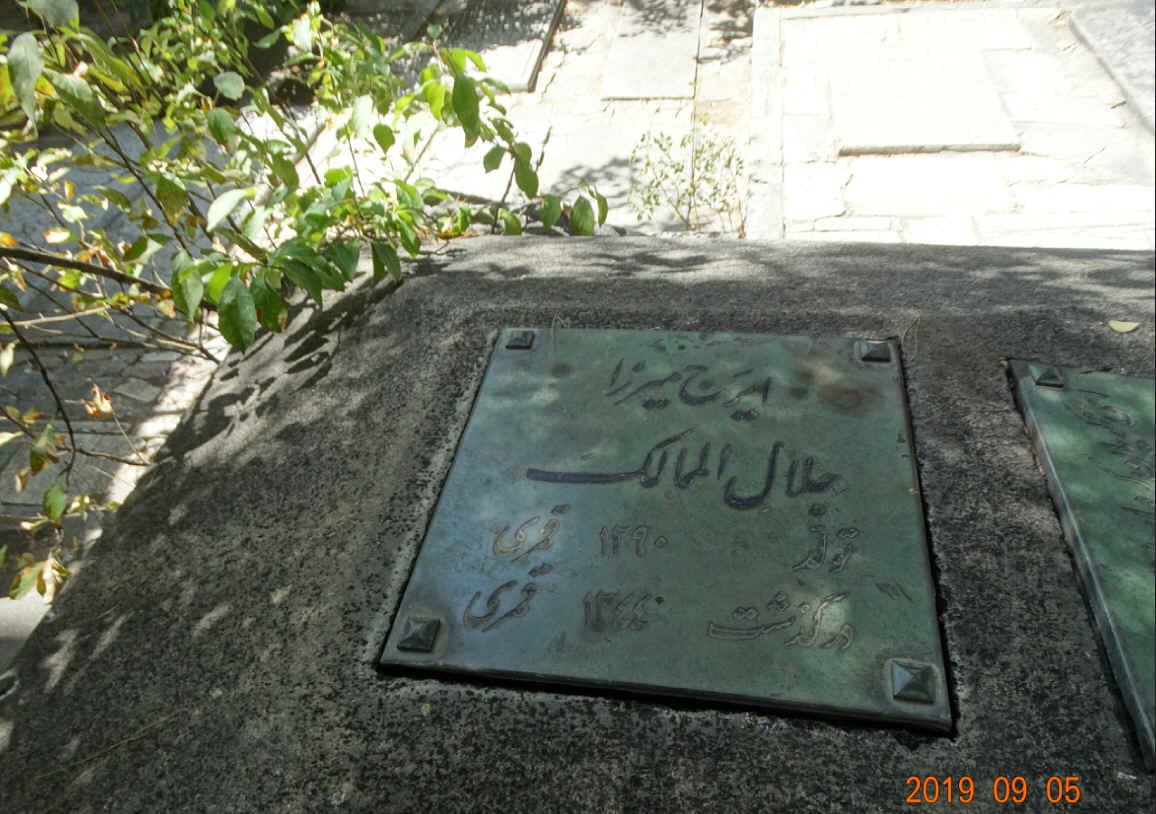 ایرج میرزا
جلال الممالک
تولد ۱۲۹۰ قمری
درگذشت ۱۳۴۴ قمری
2019 09 05